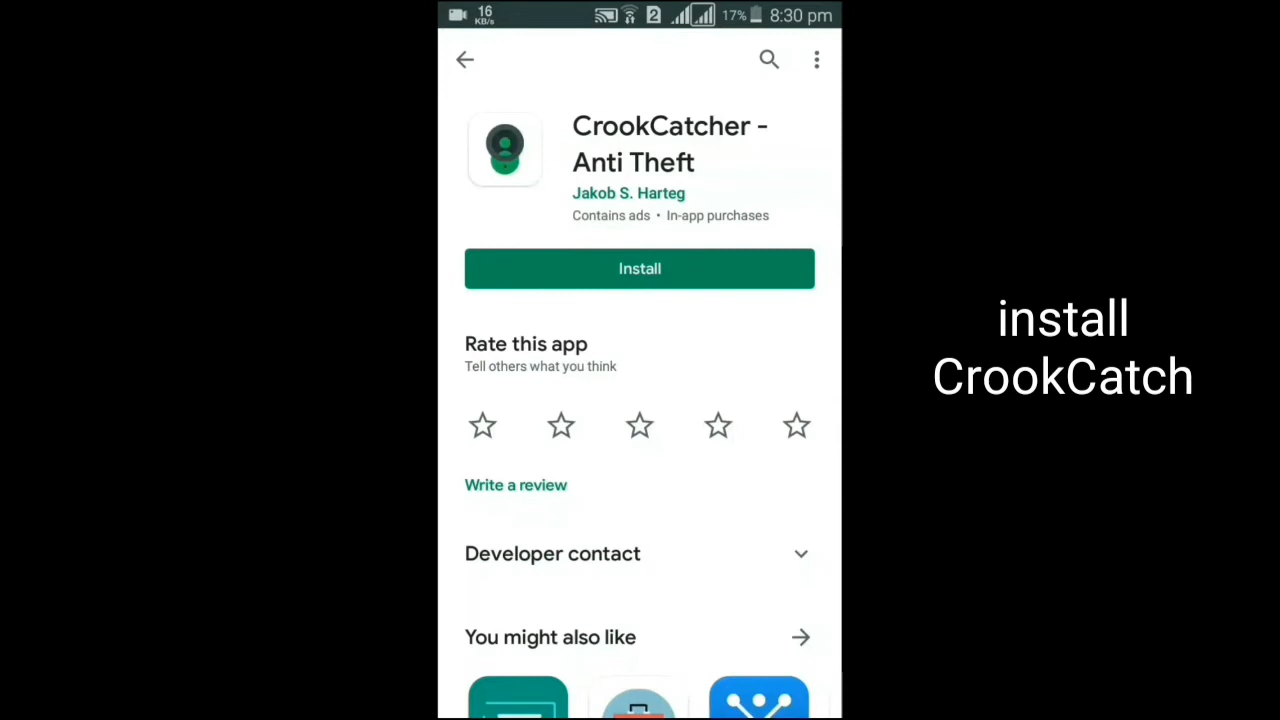 16
KB/s
2
17%
8:30 pm
CrookCatcher -
Anti Theft
Jakob S. Harteg
Contains ads • In-app purchases
Install
Rate this app
Tell others what you think
Write a review
Developer contact
You might also like
install
CrookCatch